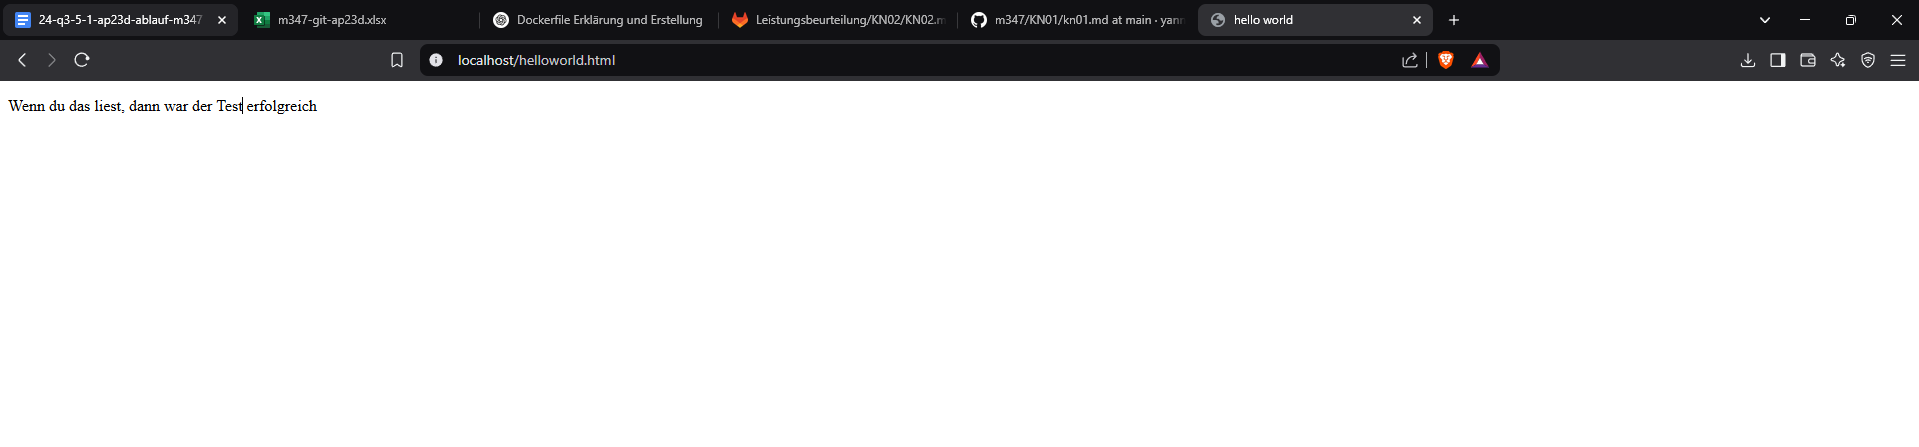 24-q3-5-1-ap23d-ablauf-m347
m347-git-ap23d.xlsx
Dockerfile Erklärung und Erstellung
Leistungsbeurteilung/KN02/KN02.m
m347/KN01/kn01.md at main · yann
hello world
localhost/helloworld.html
Wenn du das liest, dann war der Test erfolgreich